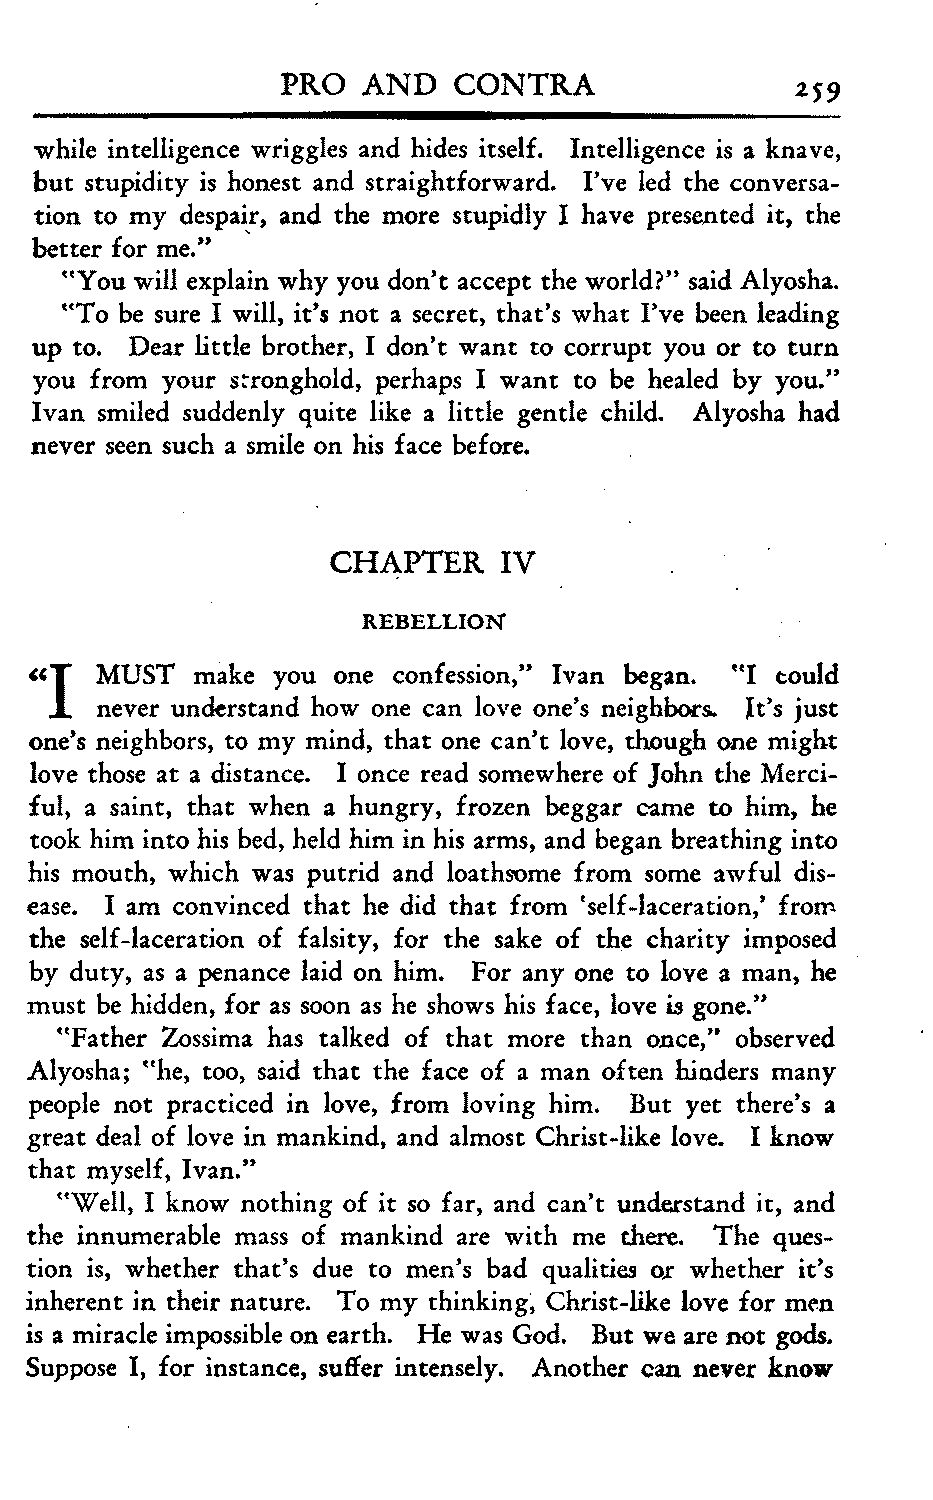 PRO AND CONTRA 259
while intelligence wriggles and hides itself. Intelligence is a knave,
but stupidity is honest and straightforward. I've led the conversa-
tion to my despair, and the more stupidly I have presented it, the
better for me."
"You will explain why you don't accept the world?" said Alyosha.
"To be sure I will, it's not a secret, that's what I've been leading
up to. Dear little brother, I don't want to corrupt you or to turn
you from your stronghold, perhaps I want to be healed by you."
Ivan smiled suddenly quite like a little gentle child. Alyosha had
never seen such a smile on his face before.
CHAPTER IV
REBELLION
"I MUST make you one confession," Ivan began. "I could
never understand how one can love one's neighbors. It's just
one's neighbors, to my mind, that one can't love, though one might
love those at a distance. I once read somewhere of John the Merci-
ful, a saint, that when a hungry, frozen beggar came to him, he
took him into his bed, held him in his arms, and began breathing into
his mouth, which was putrid and loathsome from some awful dis-
ease. I am convinced that he did that from 'self-laceration,' from
the self-laceration of falsity, for the sake of the charity imposed
by duty, as a penance laid on him. For any one to love a man, he
must be hidden, for as soon as he shows his face, love is gone."
"Father Zossima has talked of that more than once," observed
Alyosha; "he, too, said that the face of a man often hinders many
people not practiced in love, from loving him. But yet there's a
great deal of love in mankind, and almost Christ-like love. I know
that myself, Ivan."
"Well, I know nothing of it so far, and can't understand it, and
the innumerable mass of mankind are with me there. The ques-
tion is, whether that's due to men's bad qualities or whether it's
inherent in their nature. To my thinking, Christ-like love for men
is a miracle impossible on earth. He was God. But we are not gods.
Suppose I, for instance, suffer intensely. Another can never know